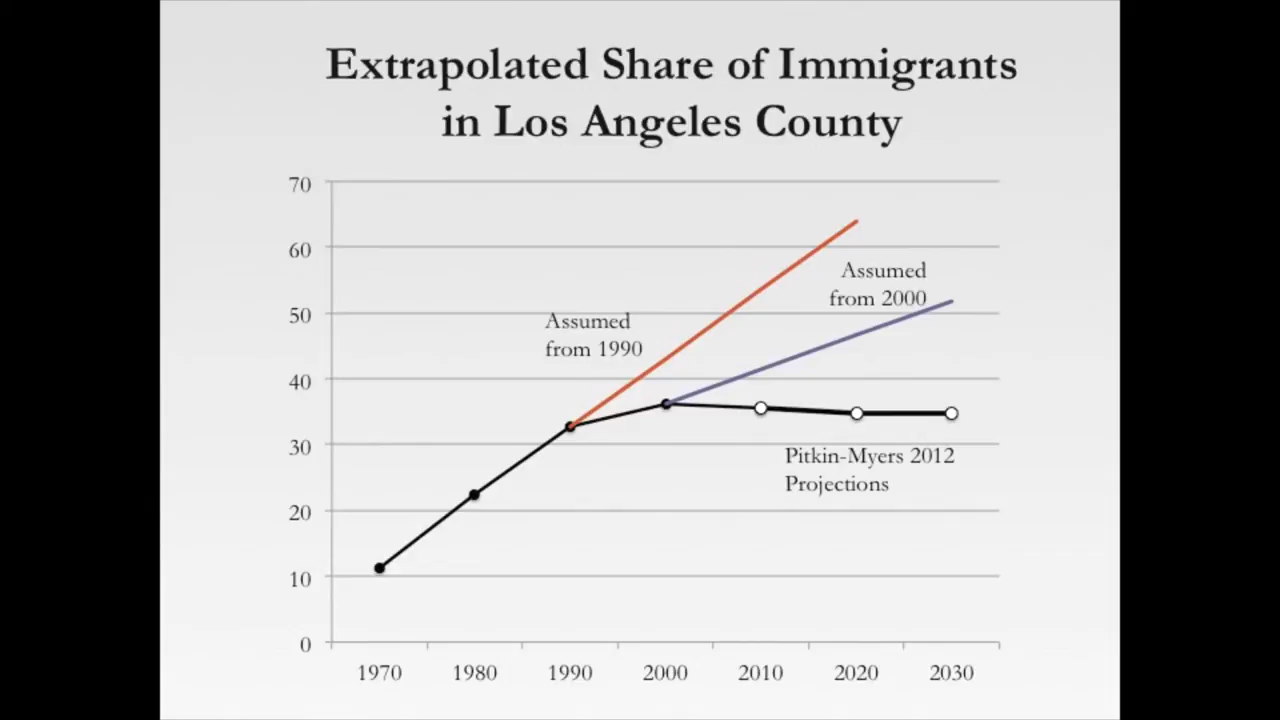 Extrapolated Share of Immigrants
in Los Angeles County
70
60
50
40
30
20
10
0
Assumed
from 1990
Assumed
from 2000
Pitkin-Myers 2012
Projections
1970 1980 1990 2000 2010 2020 2030